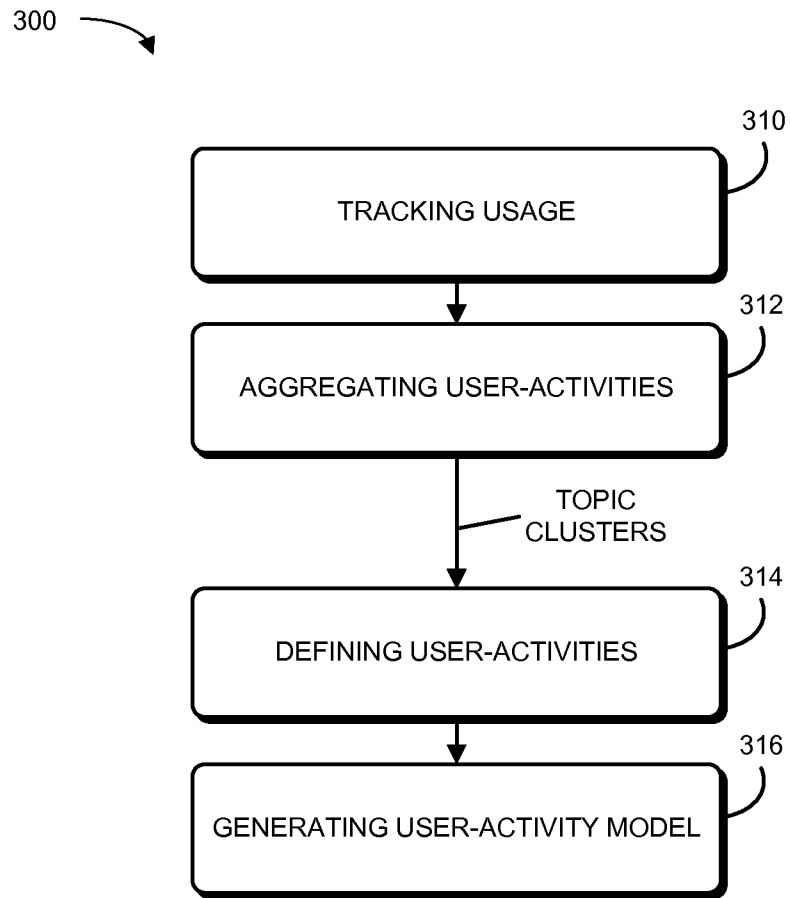 300
310
TRACKING USAGE
312
AGGREGATING USER-ACTIVITIES
TOPIC
CLUSTERS
314
DEFINING USER-ACTIVITIES
316
GENERATING USER-ACTIVITY MODEL